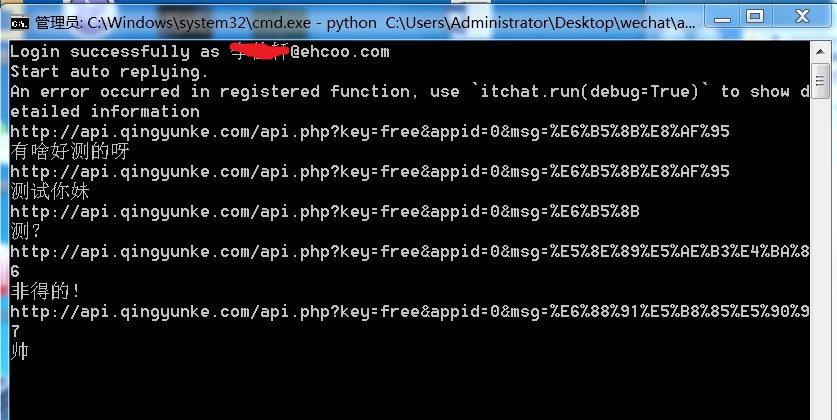 管理员: C:\Windows\system32\cmd.exe - python C:\Users\Administrator\Desktop\wechat\a...
Login successfully as @ehcoo.com
Start auto replying.
An error occurred in registered function, use `itchat.run(debug=True)` to show d
etailed information
http://api.qingyunke.com/api.php?key=free&appid=0&msg=%E6%B5%8B%E8%AF%95
有啥好测的呀
http://api.qingyunke.com/api.php?key=free&appid=0&msg=%E6%B5%8B%E8%AF%95
测试你妹
http://api.qingyunke.com/api.php?key=free&appid=0&msg=%E6%B5%8B
测?
http://api.qingyunke.com/api.php?key=free&appid=0&msg=%E5%8E%89%E5%AE%B3%E4%BA%8
6
非得的!
http://api.qingyunke.com/api.php?key=free&appid=0&msg=%E6%88%91%E5%B8%85%E5%90%9
7
帅